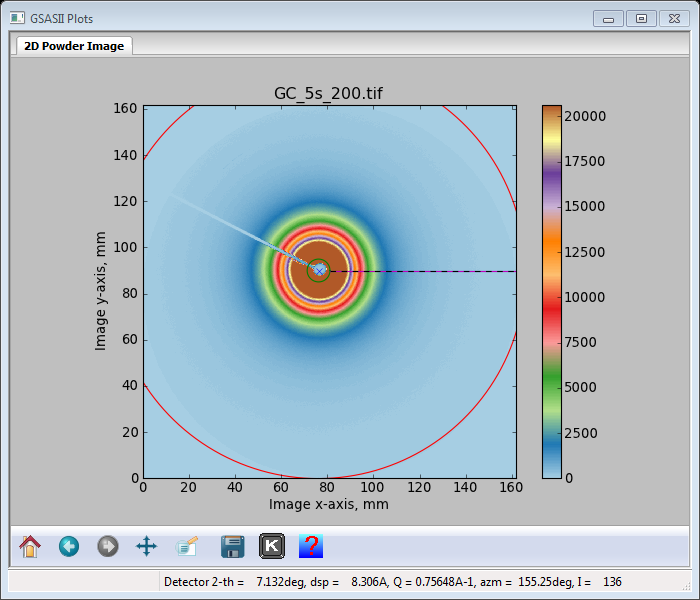 GSASII Plots
2D Powder Image
GC_5s_200.tif
160
140
120
100
80
60
40
20
0
Image y-axis, mm
0 20 40 60 80 100 120 140 160
Image x-axis, mm
20000
17500
15000
12500
10000
7500
5000
2500
0
K
?
Detector 2-th = 7.132deg, dsp = 8.306A, Q = 0.75648A-1, azm = 155.25deg, I = 136